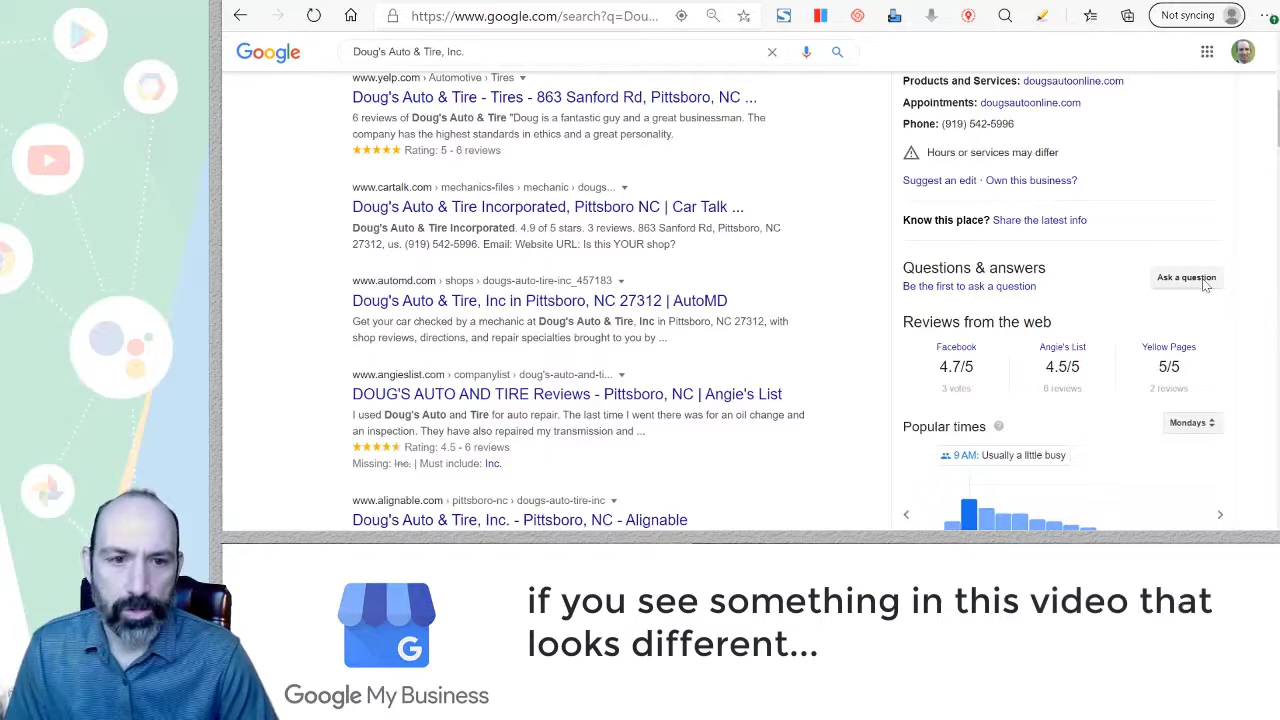 https://www.google.com/search?q=Dou...
Not syncing
Google
Doug's Auto & Tire, Inc.
www.yelp.com › Automotive › Tires
Doug's Auto & Tire - Tires - 863 Sanford Rd, Pittsboro, NC ...
6 reviews of Doug's Auto & Tire "Doug is a fantastic guy and a great businessman. The
company has the highest standards in ethics and a great personality.
Rating: 5 - 6 reviews
www.cartalk.com › mechanics-files › mechanic › dougs...
Doug's Auto & Tire Incorporated, Pittsboro NC | Car Talk ...
Doug's Auto & Tire Incorporated. 4.9 of 5 stars. 3 reviews. 863 Sanford Rd, Pittsboro, NC
27312, us. (919) 542-5996. Email: Website URL: Is this YOUR shop?
www.automd.com › shops › dougs-auto-tire-inc_457183
Doug's Auto & Tire, Inc in Pittsboro, NC 27312 | AutoMD
Get your car checked by a mechanic at Doug's Auto & Tire, Inc in Pittsboro, NC 27312, with
shop reviews, directions, and repair specialties brought to you by ...
www.angieslist.com › companylist › doug's-auto-and-ti...
DOUG'S AUTO AND TIRE Reviews - Pittsboro, NC | Angie's List
I used Doug's Auto and Tire for auto repair. The last time I went there was for an oil change and
an inspection. They have also repaired my transmission and ...
Rating: 4.5 - 6 reviews
Missing: Inc. | Must include: Inc.
www.alignable.com › pittsboro-nc › dougs-auto-tire-inc
Doug's Auto & Tire, Inc. - Pittsboro, NC - Alignable
Products and Services: dougsautoonline.com
Appointments: dougsautoonline.com
Phone: (919) 542-5996
Hours or services may differ
Suggest an edit · Own this business?
Know this place? Share the latest info
Questions & answers
Be the first to ask a question
Ask a question
Reviews from the web
Facebook Angie's List Yellow Pages
4.7/5 4.5/5 5/5
3 votes 6 reviews 2 reviews
Popular times
Mondays
9 AM: Usually a little busy
if you see something in this video that
looks different...
G
Google My Business